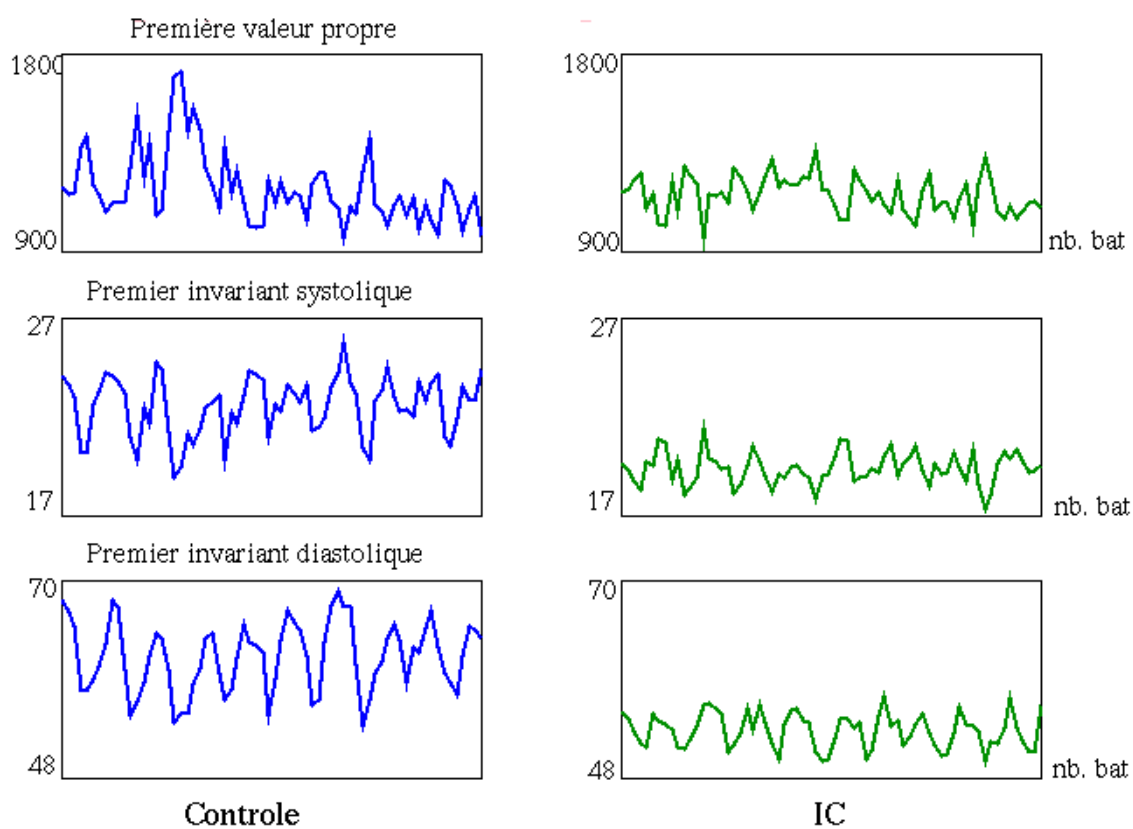 Première valeur propre
1800
900
1800
900
nb. bat
Premier invariant systolique
27
17
27
17
nb. bat
Premier invariant diastolique
70
48
70
48
nb. bat
Controle
IC